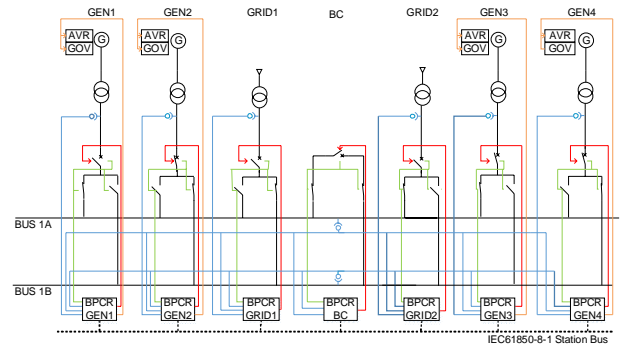 GEN1 GEN2 GRID1 BC GRID2 GEN3 GEN4
AVR G AVR G AVR G AVR G
GOV GOV GOV GOV
BUS 1A
BUS 1B
BPCR BPCR BPCR BPCR BPCR BPCR BPCR
GEN1 GEN2 GRID1 BC GRID2 GEN3 GEN4
IEC61850-8-1 Station Bus